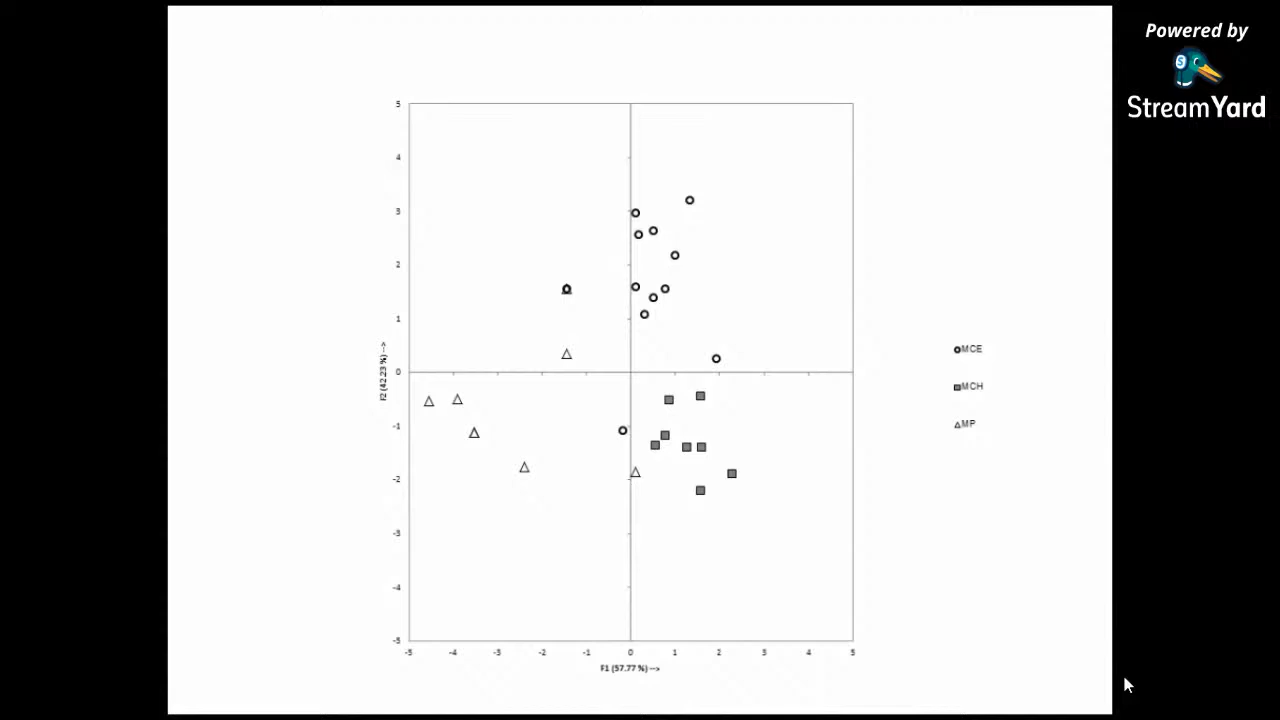 Powered by
StreamYard
5
4
3
2
1
0
-1
-2
-3
-4
-5
F2 (42.23 %) -->
-5 -4 -3 -2 -1 0 1 2 3 4 5
F1 (57.77 %) -->
MCE
MCH
MP